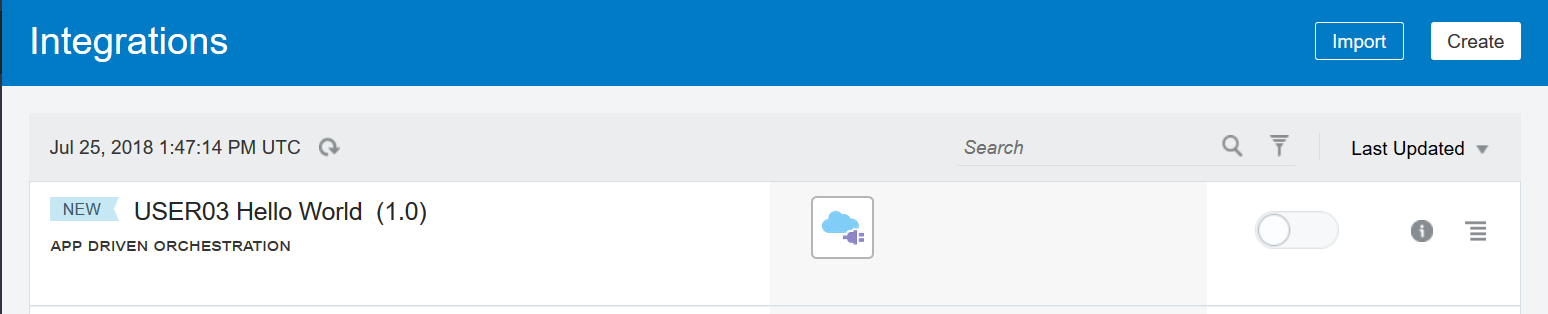 Integrations
Import
Create
Jul 25, 2018 1:47:14 PM UTC
Search
Last Updated
NEW
USER03 Hello World (1.0)
APP DRIVEN ORCHESTRATION